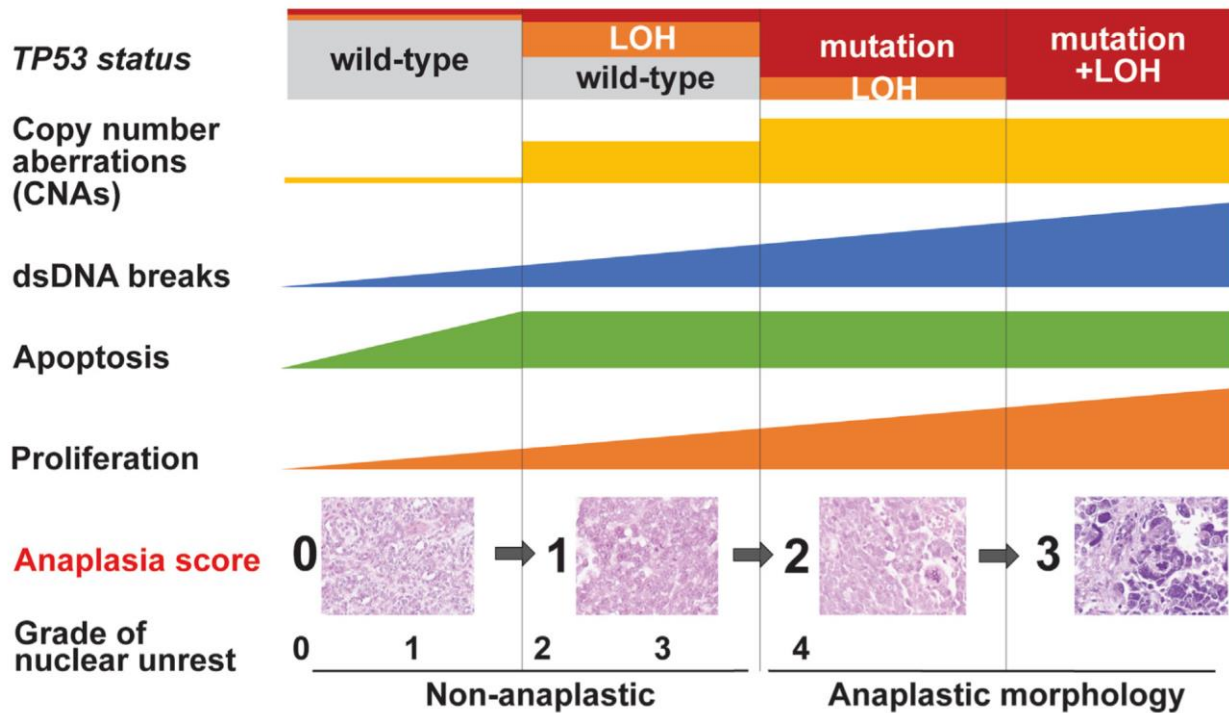 TP53 status
wild-type
LOH
wild-type
mutation
LOH
mutation
+LOH
Copy number
aberrations
(CNAs)
dsDNA breaks
Apoptosis
Proliferation
Anaplasia score
0
1
2
3
Grade of
nuclear unrest
0 1 2 3 4
Non-anaplastic
Anaplastic morphology